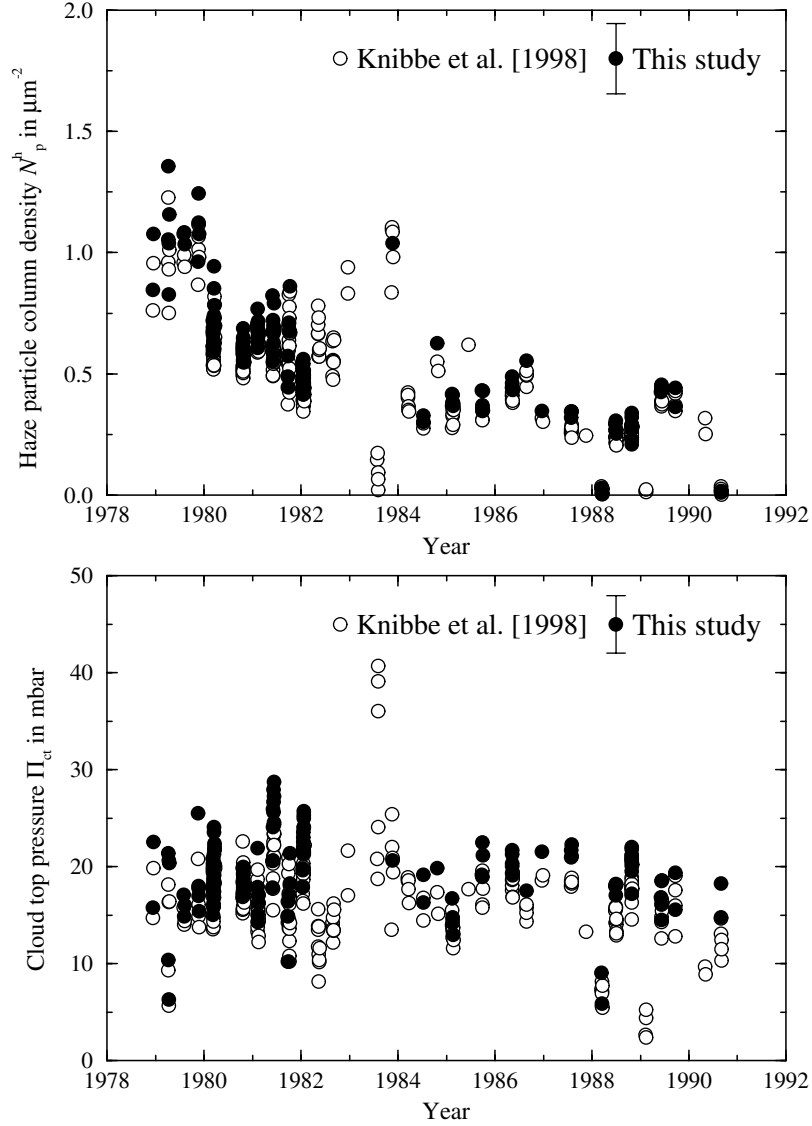 2.0
Knibbe et al. [1998] This study
1.5
1.0
0.5
0.0
Haze particle column density N_p^h in μm⁻²
1978 1980 1982 1984 1986 1988 1990 1992
Year
50
Knibbe et al. [1998] This study
40
30
20
10
0
Cloud top pressure Π_ct in mbar
1978 1980 1982 1984 1986 1988 1990 1992
Year